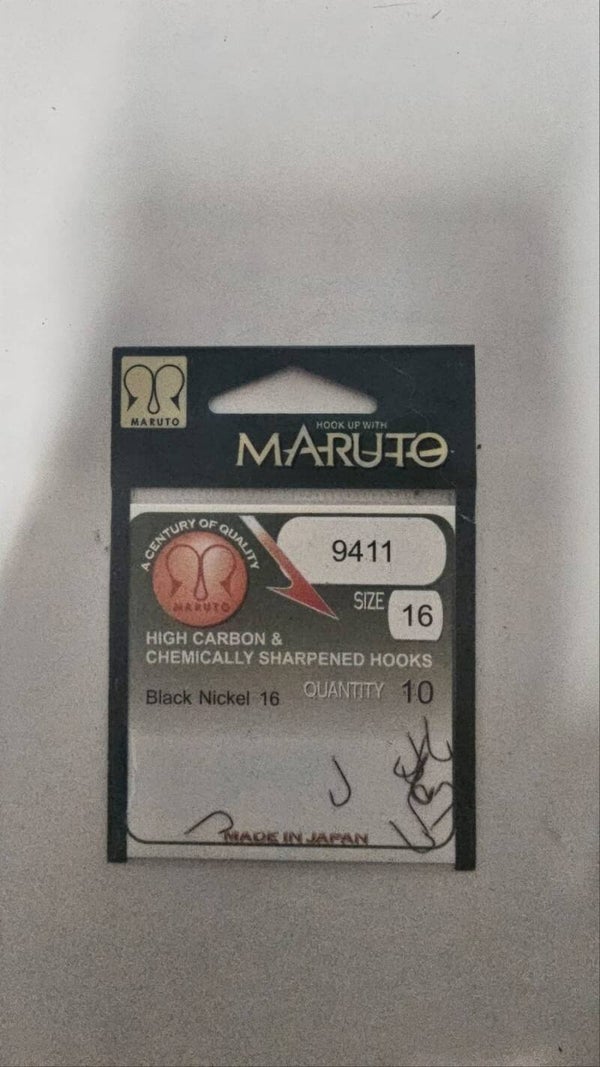 MARUTO
HOOK UP WITH
MARUTO
A CENTURY OF QUALITY
MARUTO
9411
SIZE 16
HIGH CARBON &
CHEMICALLY SHARPENED HOOKS
Black Nickel 16 QUANTITY 10
MADE IN JAPAN